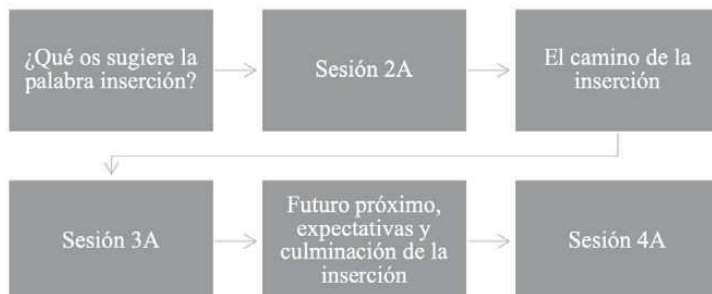 ¿Qué os sugiere la
palabra inserción?
Sesión 2A
El camino de la
inserción
Sesión 3A
Futuro próximo,
expectativas y
culminación de la
inserción
Sesión 4A